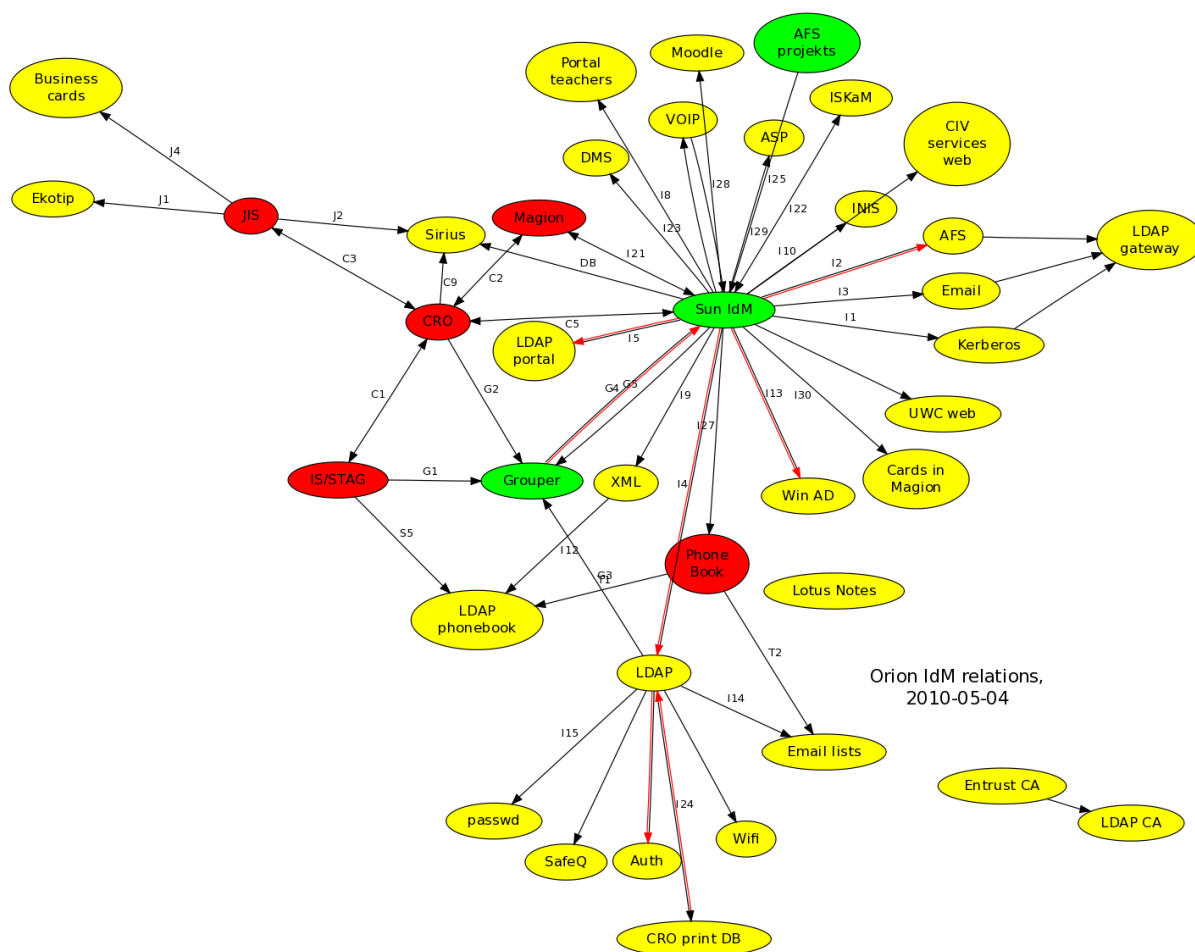 AFS
projekts
Moodle
Portal
teachers
Business
cards
ISKaM
VOIP
ASP
CIV
services
web
DMS
J4
I28
I8
I25
Ekotip
J1
JIS
J2
Magion
I22
INIS
I23
I29
Sirius
AFS
LDAP
gateway
C3
DB
I21
I10
I2
C9
C2
Email
I3
Sun IdM
CRO
C5
I1
I5
LDAP
portal
Kerberos
G2
G4
G5
I9
I13
I30
C1
UWC web
I27
IS/STAG
G1
Grouper
XML
I4
Win AD
Cards in
Magion
S5
I12
Phone
Book
G3
T1
Lotus Notes
LDAP
phonebook
T2
LDAP
Orion IdM relations,
2010-05-04
I14
I15
Email lists
Entrust CA
I24
passwd
LDAP CA
Wifi
SafeQ
Auth
CRO print DB